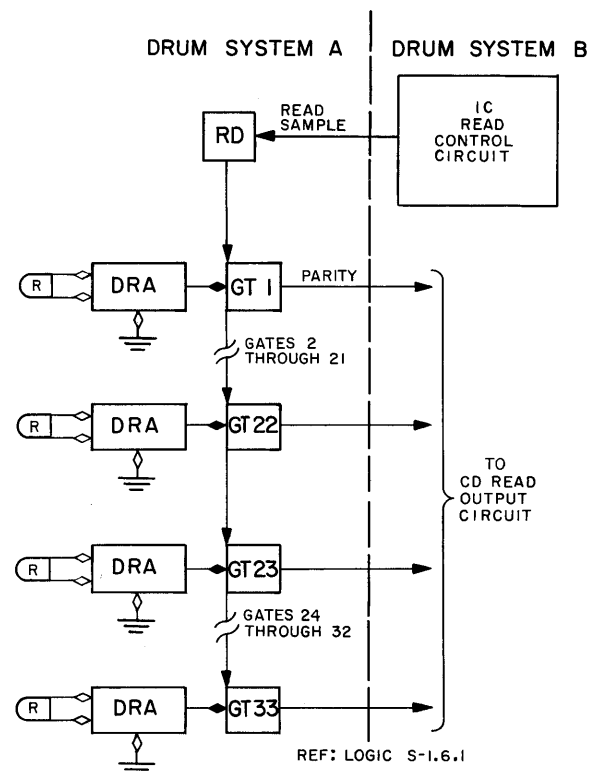 DRUM SYSTEM A
DRUM SYSTEM B
READ
SAMPLE
RD
IC
READ
CONTROL
CIRCUIT
R
DRA
GT 1
PARITY
GATES 2
THROUGH 21
R
DRA
GT22
TO
CD READ
OUTPUT
CIRCUIT
R
DRA
GT23
GATES 24
THROUGH 32
R
DRA
GT33
REF: LOGIC S-1.6.1